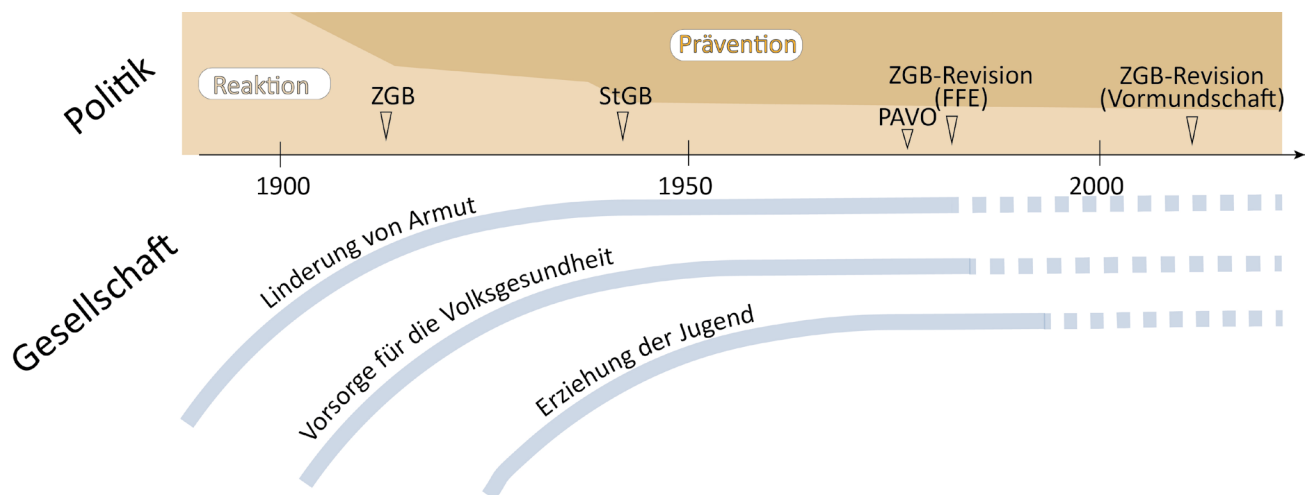 Politik
Reaktion
Prävention
ZGB
StGB
PAVO
ZGB-Revision
(FFE)
ZGB-Revision
(Vormundschaft)
1900
1950
2000
Gesellschaft
Linderung von Armut
Vorsorge für die Volksgesundheit
Erziehung der Jugend